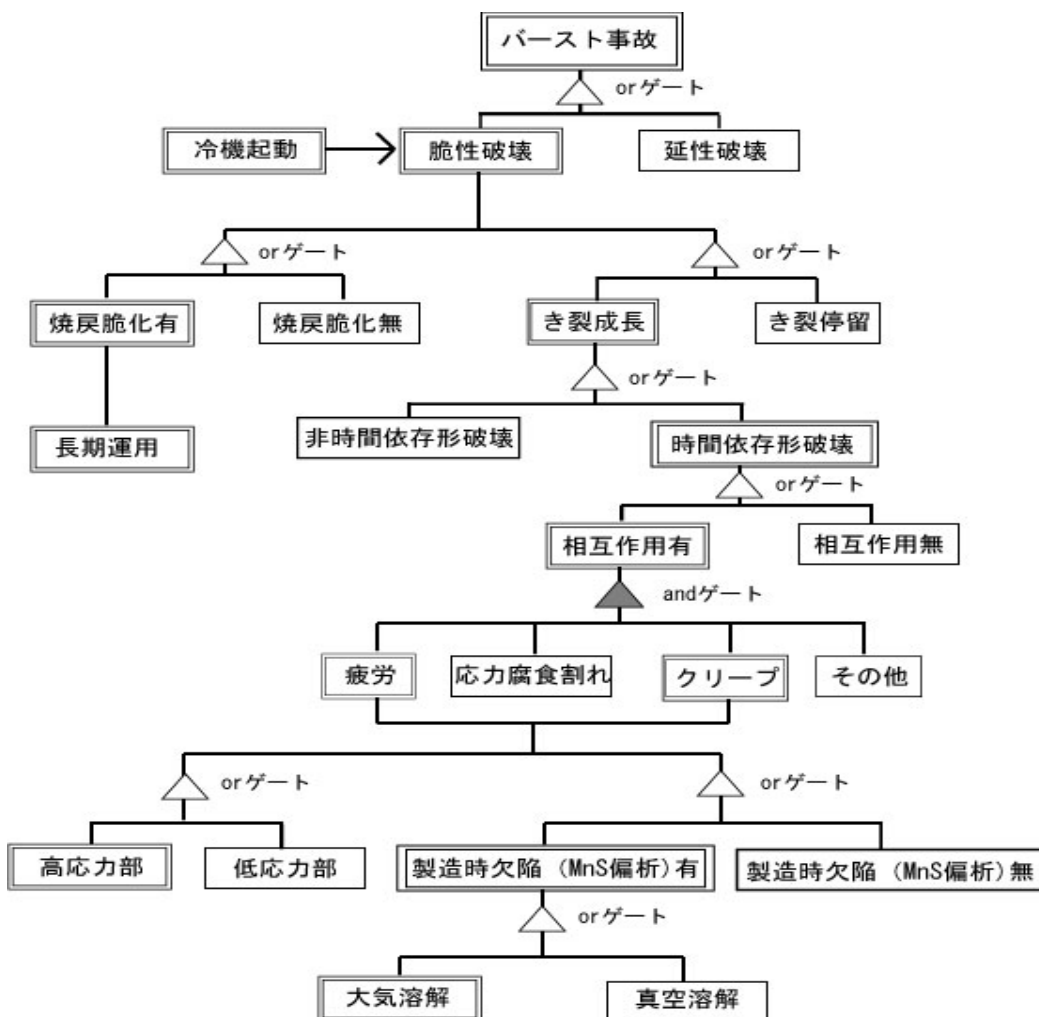 バースト事故
orゲート
冷機起動
脆性破壊
延性破壊
orゲート
orゲート
焼戻脆化有
焼戻脆化無
き裂成長
き裂停留
orゲート
長期運用
非時間依存形破壊
時間依存形破壊
orゲート
相互作用有
相互作用無
andゲート
疲労
応力腐食割れ
クリープ
その他
orゲート
orゲート
高応力部
低応力部
製造時欠陥 (MnS偏析) 有
製造時欠陥 (MnS偏析) 無
orゲート
大気溶解
真空溶解